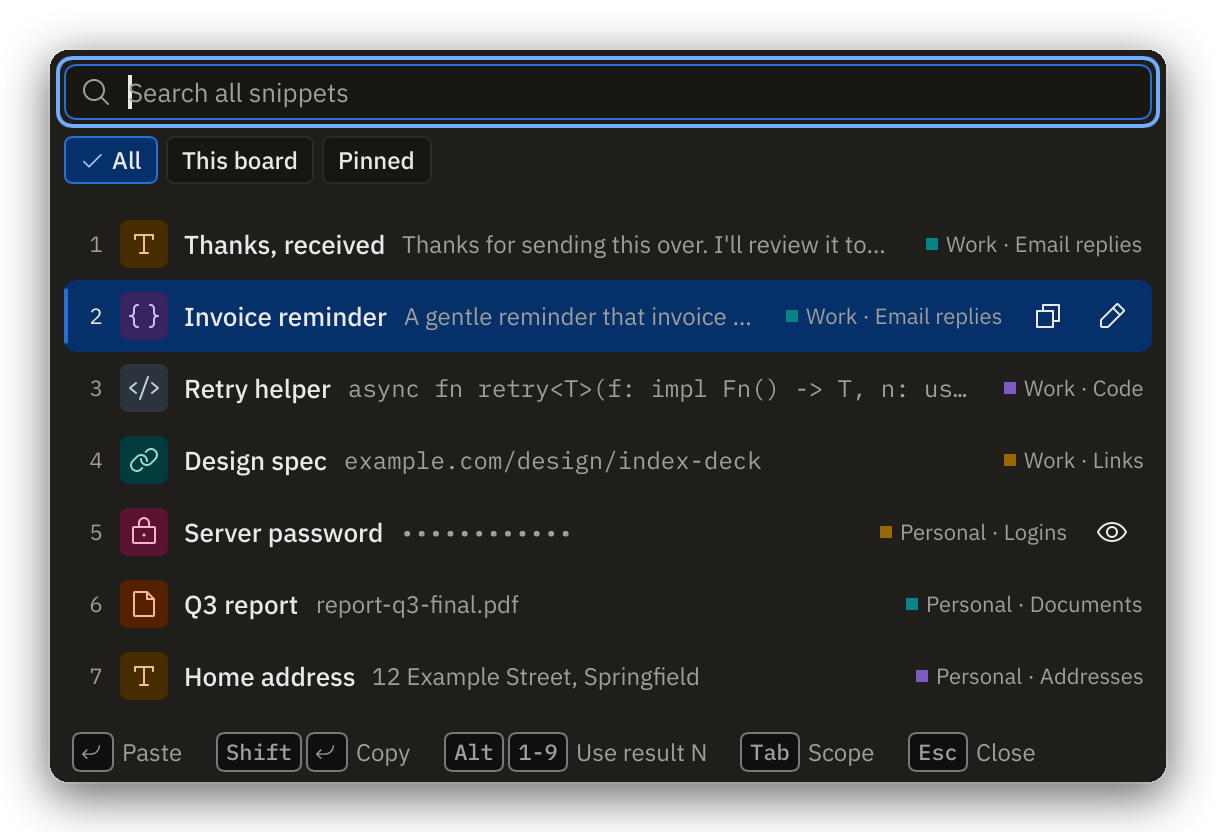 Search all snippets
All This board Pinned
1 T Thanks, received Thanks for sending this over. I'll review it to... Work · Email replies
2 {} Invoice reminder A gentle reminder that invoice ... Work · Email replies
3 </> Retry helper async fn retry<T>(f: impl Fn() -> T, n: us... Work · Code
4 Design spec example.com/design/index-deck Work · Links
5 Server password •••••••••••• Personal · Logins
6 Q3 report report-q3-final.pdf Personal · Documents
7 T Home address 12 Example Street, Springfield Personal · Addresses
Paste Shift Copy Alt 1-9 Use result N Tab Scope Esc Close